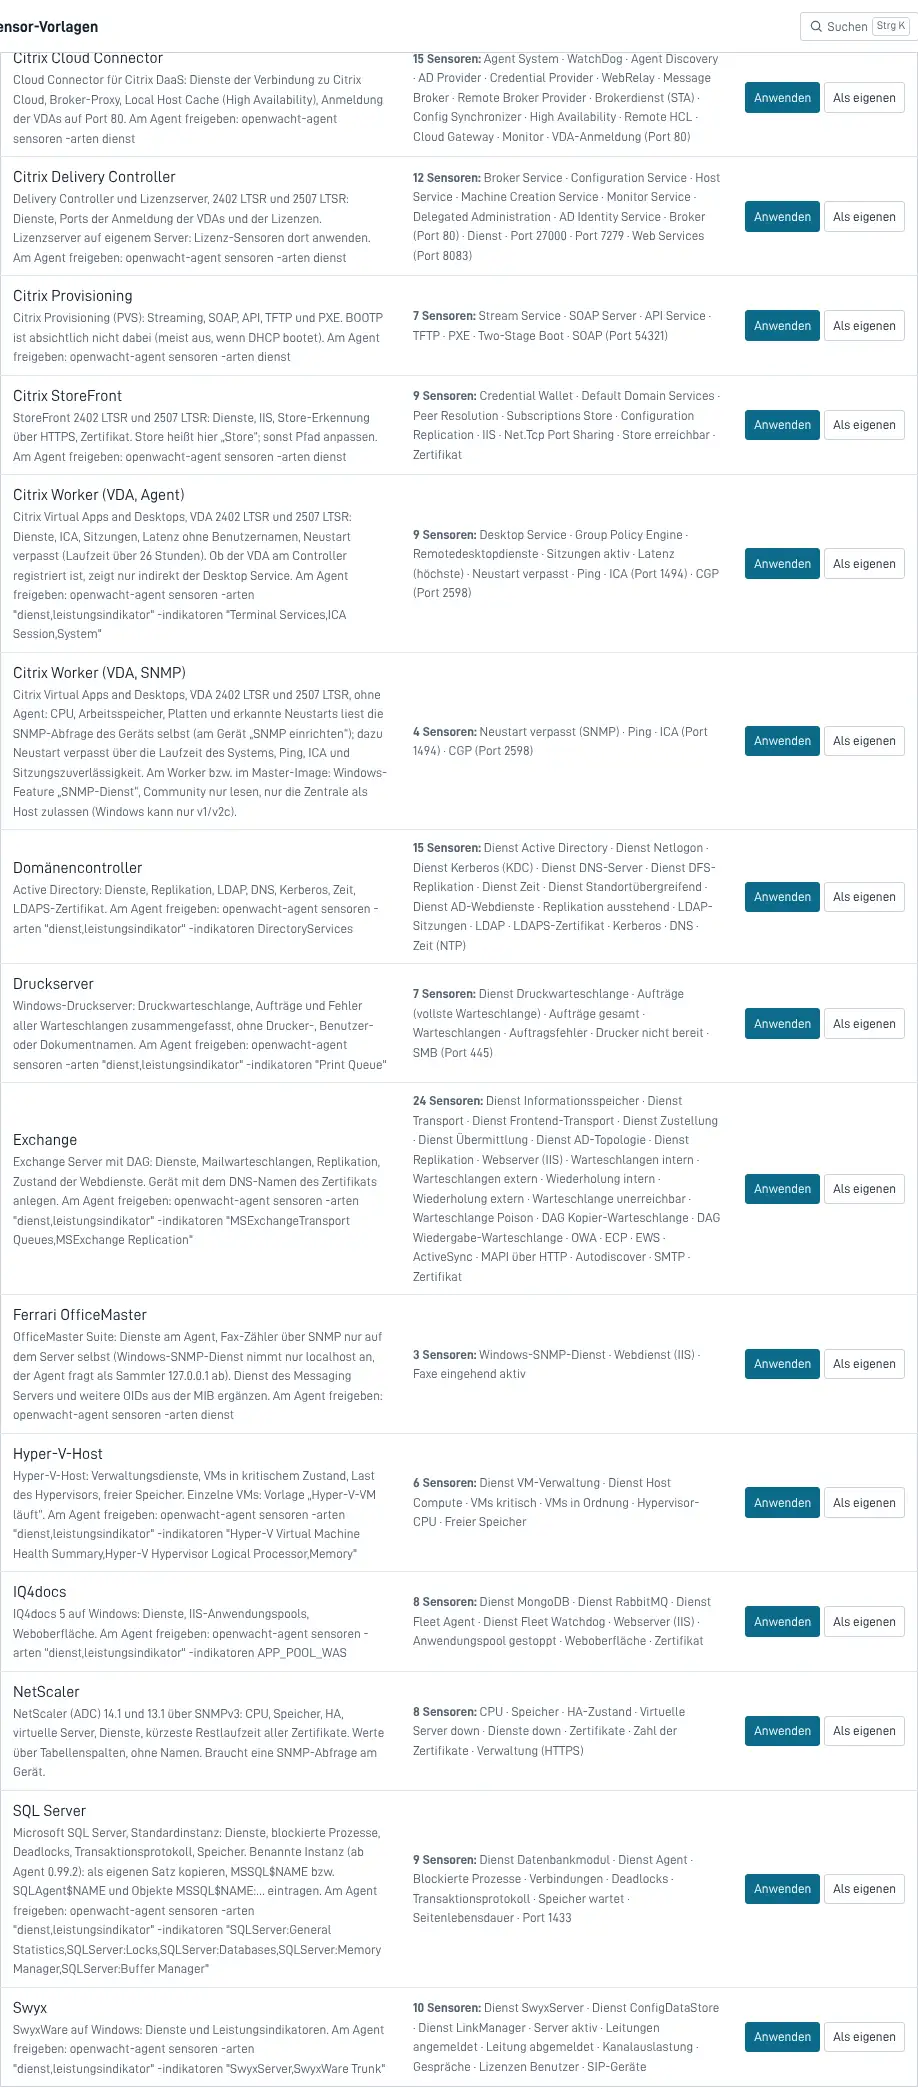 ensor-Vorlagen
Suchen Strg K
Citrix Cloud Connector
Cloud Connector für Citrix DaaS: Dienste der Verbindung zu Citrix
Cloud, Broker-Proxy, Local Host Cache (High Availability), Anmeldung
der VDAs auf Port 80. Am Agent freigeben: openwacht-agent
sensoren -arten dienst
15 Sensoren: Agent System · WatchDog · Agent Discovery
· AD Provider · Credential Provider · WebRelay · Message
Broker · Remote Broker Provider · Brokerdienst (STA) ·
Config Synchronizer · High Availability · Remote HCL ·
Cloud Gateway · Monitor · VDA-Anmeldung (Port 80)
Anwenden Als eigenen
Citrix Delivery Controller
Delivery Controller und Lizenzserver, 2402 LTSR und 2507 LTSR:
Dienste, Ports der Anmeldung der VDAs und der Lizenzen.
Lizenzserver auf eigenem Server: Lizenz-Sensoren dort anwenden.
Am Agent freigeben: openwacht-agent sensoren -arten dienst
12 Sensoren: Broker Service · Configuration Service · Host
Service · Machine Creation Service · Monitor Service ·
Delegated Administration · AD Identity Service · Broker
(Port 80) · Dienst · Port 27000 · Port 7279 · Web Services
(Port 8083)
Anwenden Als eigenen
Citrix Provisioning
Citrix Provisioning (PVS): Streaming, SOAP, API, TFTP und PXE. BOOTP
ist absichtlich nicht dabei (meist aus, wenn DHCP bootet). Am Agent
freigeben: openwacht-agent sensoren -arten dienst
7 Sensoren: Stream Service · SOAP Server · API Service ·
TFTP · PXE · Two-Stage Boot · SOAP (Port 54321)
Anwenden Als eigenen
Citrix StoreFront
StoreFront 2402 LTSR und 2507 LTSR: Dienste, IIS, Store-Erkennung
über HTTPS, Zertifikat. Store heißt hier „Store"; sonst Pfad anpassen.
Am Agent freigeben: openwacht-agent sensoren -arten dienst
9 Sensoren: Credential Wallet · Default Domain Services ·
Peer Resolution · Subscriptions Store · Configuration
Replication · IIS · Net.Tcp Port Sharing · Store erreichbar ·
Zertifikat
Anwenden Als eigenen
Citrix Worker (VDA, Agent)
Citrix Virtual Apps and Desktops, VDA 2402 LTSR und 2507 LTSR:
Dienste, ICA, Sitzungen, Latenz ohne Benutzernamen, Neustart
verpasst (Laufzeit über 26 Stunden). Ob der VDA am Controller
registriert ist, zeigt nur indirekt der Desktop Service. Am Agent
freigeben: openwacht-agent sensoren -arten
"dienst,leistungsindikator" -indikatoren "Terminal Services,ICA
Session,System"
9 Sensoren: Desktop Service · Group Policy Engine ·
Remotedesktopdienste · Sitzungen aktiv · Latenz
(höchste) · Neustart verpasst · Ping · ICA (Port 1494) · CGP
(Port 2598)
Anwenden Als eigenen
Citrix Worker (VDA, SNMP)
Citrix Virtual Apps and Desktops, VDA 2402 LTSR und 2507 LTSR, ohne
Agent: CPU, Arbeitsspeicher, Platten und erkannte Neustarts liest die
SNMP-Abfrage des Geräts selbst (am Gerät „SNMP einrichten"); dazu
Neustart verpasst über die Laufzeit des Systems, Ping, ICA und
Sitzungszuverlässigkeit. Am Worker bzw. im Master-Image: Windows-
Feature „SNMP-Dienst", Community nur lesen, nur die Zentrale als
Host zulassen (Windows kann nur v1/v2c).
4 Sensoren: Neustart verpasst (SNMP) · Ping · ICA (Port
1494) · CGP (Port 2598)
Anwenden Als eigenen
Domänencontroller
Active Directory: Dienste, Replikation, LDAP, DNS, Kerberos, Zeit,
LDAPS-Zertifikat. Am Agent freigeben: openwacht-agent sensoren -
arten "dienst,leistungsindikator" -indikatoren DirectoryServices
15 Sensoren: Dienst Active Directory · Dienst Netlogon ·
Dienst Kerberos (KDC) · Dienst DNS-Server · Dienst DFS-
Replikation · Dienst Zeit · Dienst Standortübergreifend ·
Dienst AD-Webdienste · Replikation ausstehend · LDAP-
Sitzungen · LDAP · LDAPS-Zertifikat · Kerberos · DNS ·
Zeit (NTP)
Anwenden Als eigenen
Druckserver
Windows-Druckserver: Druckwarteschlange, Aufträge und Fehler
aller Warteschlangen zusammengefasst, ohne Drucker-, Benutzer-
oder Dokumentnamen. Am Agent freigeben: openwacht-agent
sensoren -arten "dienst,leistungsindikator" -indikatoren "Print Queue"
7 Sensoren: Dienst Druckwarteschlange · Aufträge
(vollste Warteschlange) · Aufträge gesamt ·
Warteschlangen · Auftragsfehler · Drucker nicht bereit ·
SMB (Port 445)
Anwenden Als eigenen
Exchange
Exchange Server mit DAG: Dienste, Mailwarteschlangen, Replikation,
Zustand der Webdienste. Gerät mit dem DNS-Namen des Zertifikats
anlegen. Am Agent freigeben: openwacht-agent sensoren -arten
"dienst,leistungsindikator" -indikatoren "MSExchangeTransport
Queues,MSExchange Replication"
24 Sensoren: Dienst Informationsspeicher · Dienst
Transport · Dienst Frontend-Transport · Dienst Zustellung
· Dienst Übermittlung · Dienst AD-Topologie · Dienst
Replikation · Webserver (IIS) · Warteschlangen intern ·
Warteschlangen extern · Wiederholung intern ·
Wiederholung extern · Warteschlange unerreichbar ·
Warteschlange Poison · DAG Kopier-Warteschlange · DAG
Wiedergabe-Warteschlange · OWA · ECP · EWS ·
ActiveSync · MAPI über HTTP · Autodiscover · SMTP ·
Zertifikat
Anwenden Als eigenen
Ferrari OfficeMaster
OfficeMaster Suite: Dienste am Agent, Fax-Zähler über SNMP nur auf
dem Server selbst (Windows-SNMP-Dienst nimmt nur localhost an,
der Agent fragt als Sammler 127.0.0.1 ab). Dienst des Messaging
Servers und weitere OIDs aus der MIB ergänzen. Am Agent freigeben:
openwacht-agent sensoren -arten dienst
3 Sensoren: Windows-SNMP-Dienst · Webdienst (IIS) ·
Faxe eingehend aktiv
Anwenden Als eigenen
Hyper-V-Host
Hyper-V-Host: Verwaltungsdienste, VMs in kritischem Zustand, Last
des Hypervisors, freier Speicher. Einzelne VMs: Vorlage „Hyper-V-VM
läuft". Am Agent freigeben: openwacht-agent sensoren -arten
"dienst,leistungsindikator" -indikatoren "Hyper-V Virtual Machine
Health Summary,Hyper-V Hypervisor Logical Processor,Memory"
6 Sensoren: Dienst VM-Verwaltung · Dienst Host
Compute · VMs kritisch · VMs in Ordnung · Hypervisor-
CPU · Freier Speicher
Anwenden Als eigenen
IQ4docs
IQ4docs 5 auf Windows: Dienste, IIS-Anwendungspools,
Weboberfläche. Am Agent freigeben: openwacht-agent sensoren -
arten "dienst,leistungsindikator" -indikatoren APP_POOL_WAS
8 Sensoren: Dienst MongoDB · Dienst RabbitMQ · Dienst
Fleet Agent · Dienst Fleet Watchdog · Webserver (IIS) ·
Anwendungspool gestoppt · Weboberfläche · Zertifikat
Anwenden Als eigenen
NetScaler
NetScaler (ADC) 14.1 und 13.1 über SNMPv3: CPU, Speicher, HA,
virtuelle Server, Dienste, kürzeste Restlaufzeit aller Zertifikate. Werte
über Tabellenspalten, ohne Namen. Braucht eine SNMP-Abfrage am
Gerät.
8 Sensoren: CPU · Speicher · HA-Zustand · Virtuelle
Server down · Dienste down · Zertifikate · Zahl der
Zertifikate · Verwaltung (HTTPS)
Anwenden Als eigenen
SQL Server
Microsoft SQL Server, Standardinstanz: Dienste, blockierte Prozesse,
Deadlocks, Transaktionsprotokoll, Speicher. Benannte Instanz (ab
Agent 0.99.2): als eigenen Satz kopieren, MSSQL$NAME bzw.
SQLAgent$NAME und Objekte MSSQL$NAME:... eintragen. Am Agent
freigeben: openwacht-agent sensoren -arten
"dienst,leistungsindikator" -indikatoren "SQLServer:General
Statistics,SQLServer:Locks,SQLServer:Databases,SQLServer:Memory
Manager,SQLServer:Buffer Manager"
9 Sensoren: Dienst Datenbankmodul · Dienst Agent ·
Blockierte Prozesse · Verbindungen · Deadlocks ·
Transaktionsprotokoll · Speicher wartet ·
Seitenlebensdauer · Port 1433
Anwenden Als eigenen
Swyx
SwyxWare auf Windows: Dienste und Leistungsindikatoren. Am Agent
freigeben: openwacht-agent sensoren -arten
"dienst,leistungsindikator" -indikatoren "SwyxServer,SwyxWare Trunk"
10 Sensoren: Dienst SwyxServer · Dienst ConfigDataStore
· Dienst LinkManager · Server aktiv · Leitungen
angemeldet · Leitung abgemeldet · Kanalauslastung ·
Gespräche · Lizenzen Benutzer · SIP-Geräte
Anwenden Als eigenen